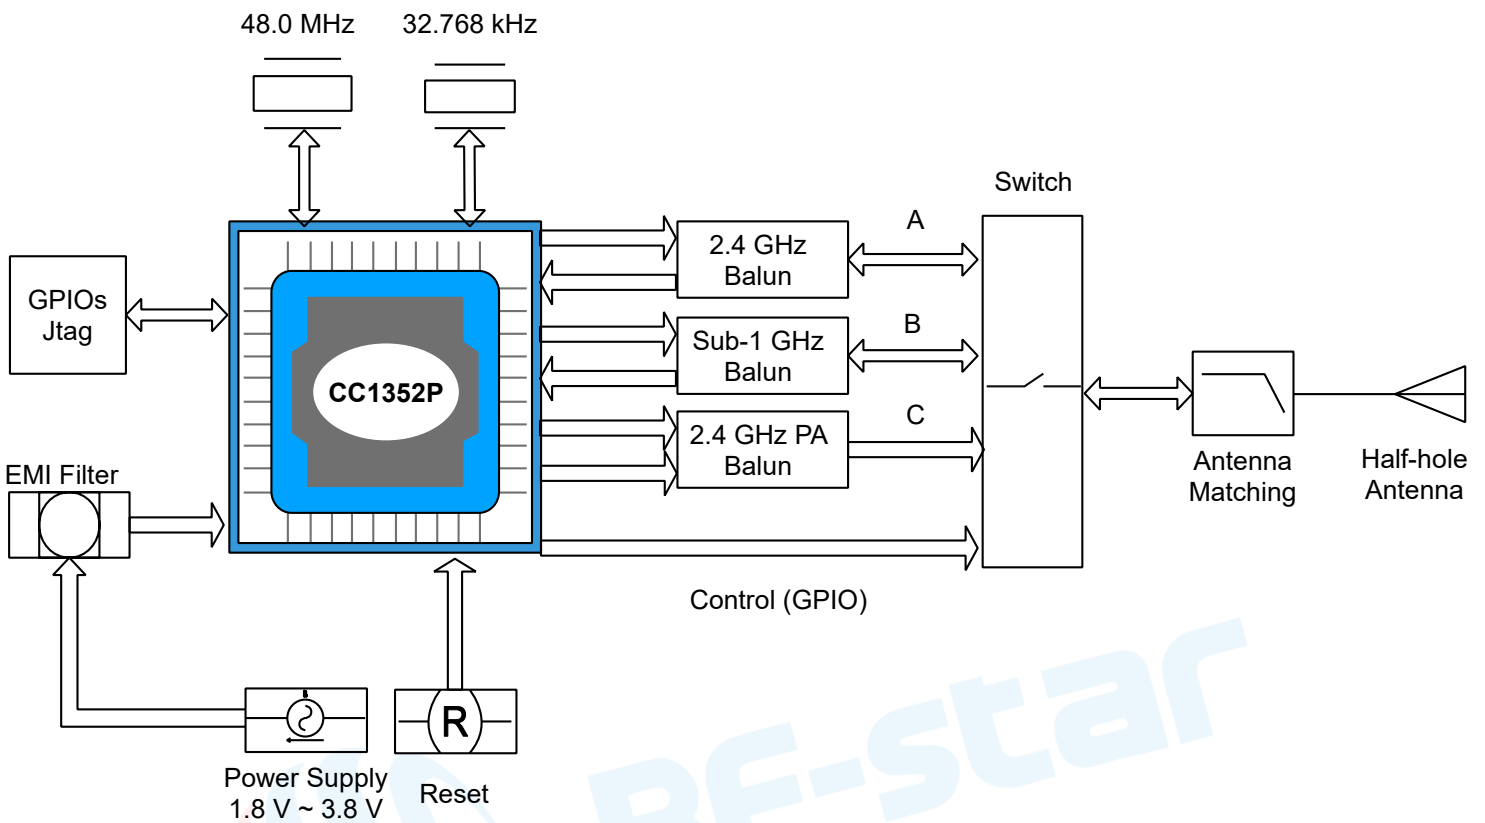 48.0 MHz
32.768 kHz
Switch
A
2.4 GHz
Balun
GPIOs
Jtag
B
Sub-1 GHz
Balun
CC1352P
C
2.4 GHz PA
Balun
EMI Filter
Antenna
Matching
Half-hole
Antenna
Control (GPIO)
R
Power Supply
1.8 V ~ 3.8 V
Reset
RF-star